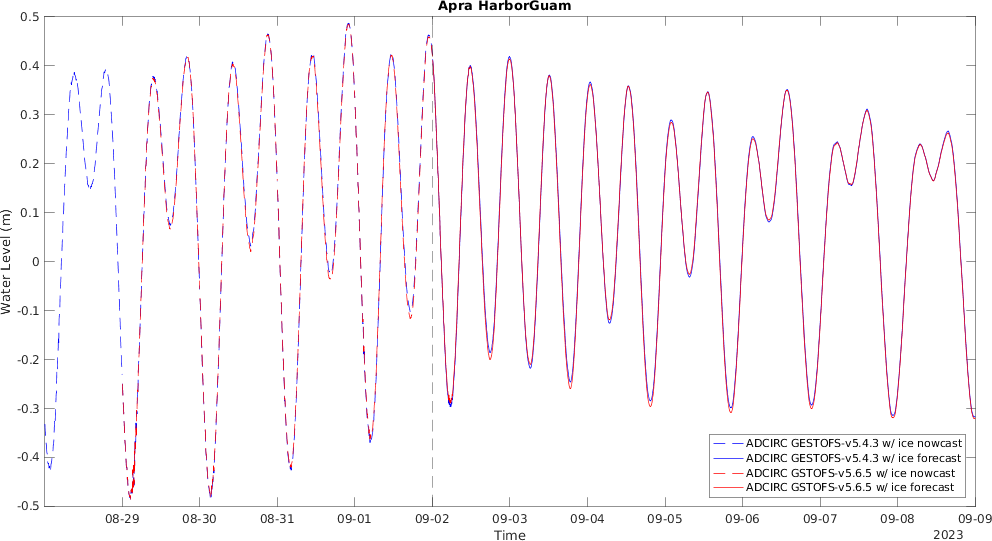 Apra HarborGuam
0.5
0.4
0.3
0.2
0.1
0
-0.1
-0.2
-0.3
-0.4
-0.5
Water Level (m)
ADCIRC GESTOFS-v5.4.3 w/ ice nowcast
ADCIRC GESTOFS-v5.4.3 w/ ice forecast
ADCIRC GSTOFS-v5.6.5 w/ ice nowcast
ADCIRC GSTOFS-v5.6.5 w/ ice forecast
08-29 08-30 08-31 09-01 09-02 09-03 09-04 09-05 09-06 09-07 09-08 09-09
Time
2023